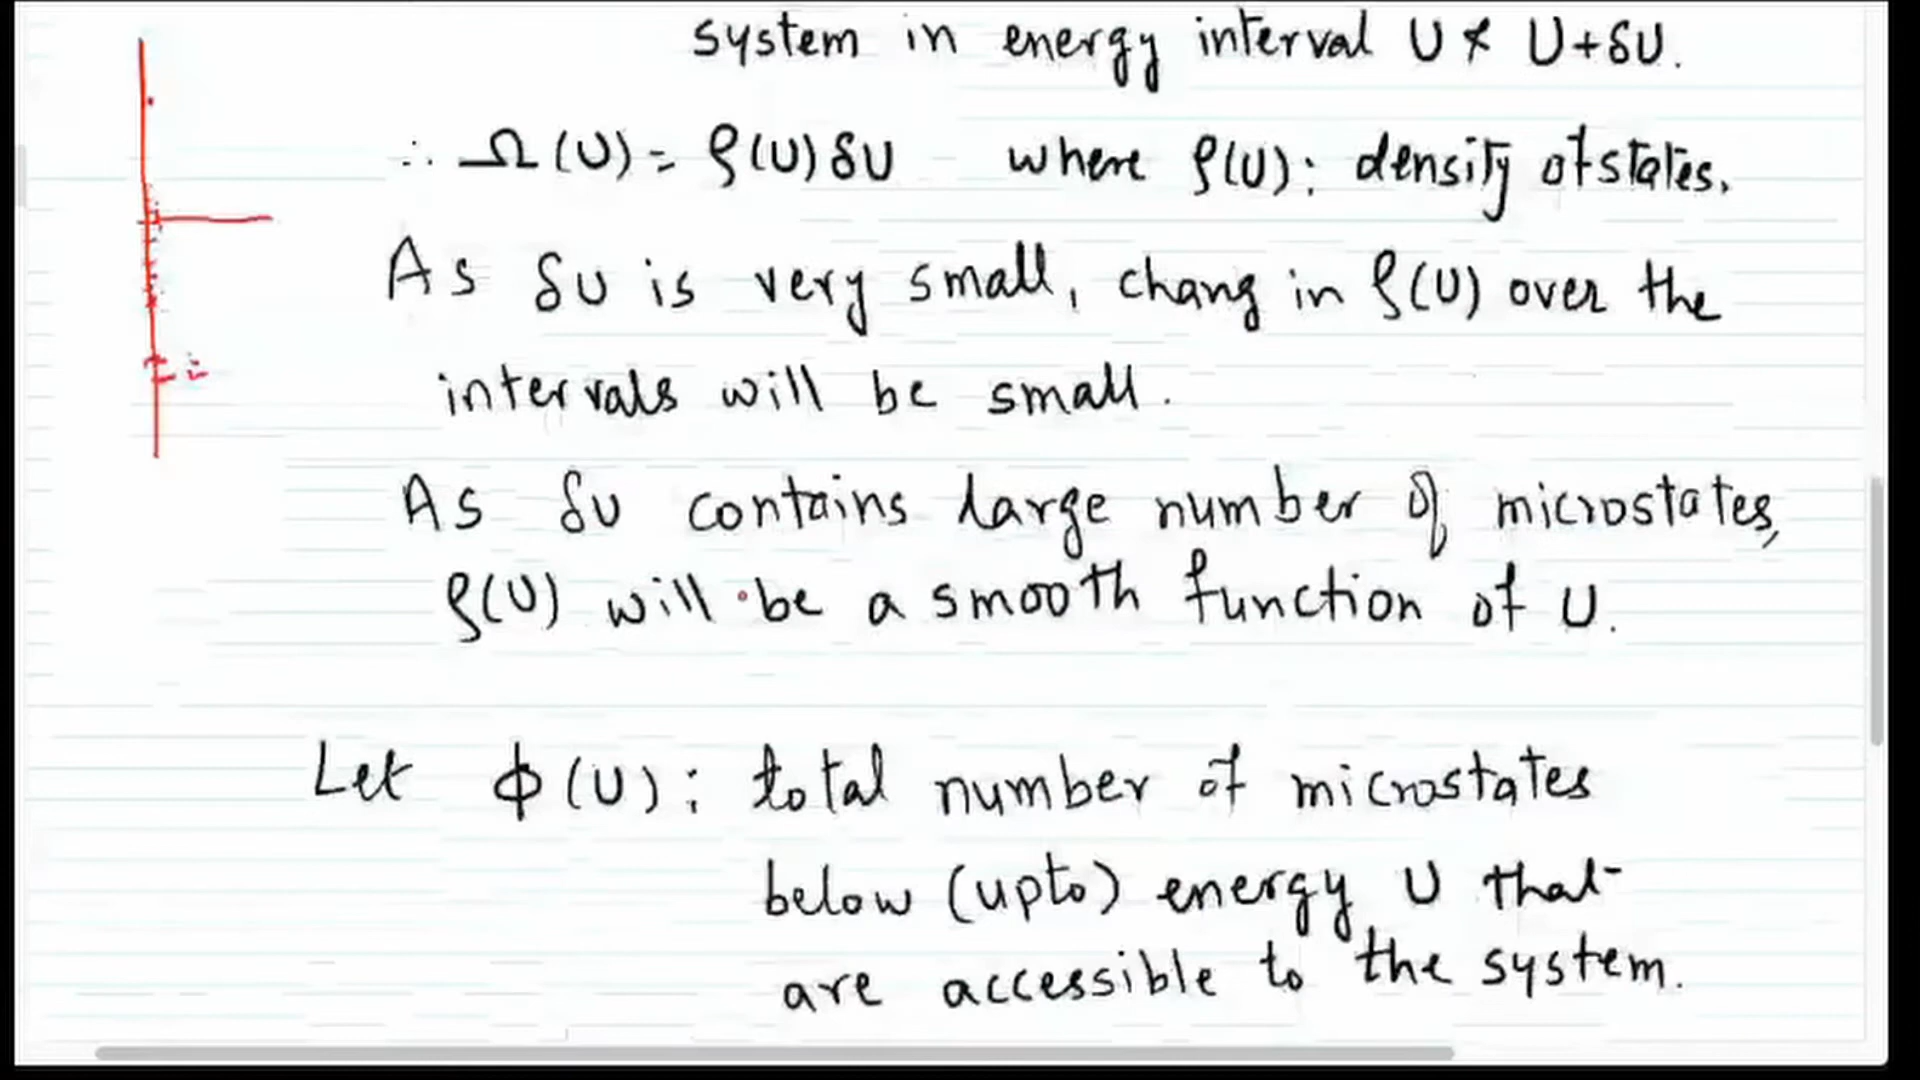 system in energy interval U & U+δU.
∴ Ω(U) = ρ(U) δU where ρ(U): density of states.
As δU is very small, chang in ρ(U) over the
intervals will be small.
As δU contains large number of microstates,
ρ(U) will be a smooth function of U.
Let ϕ(U): total number of microstates
below (upto) energy U that
are accessible to the system.